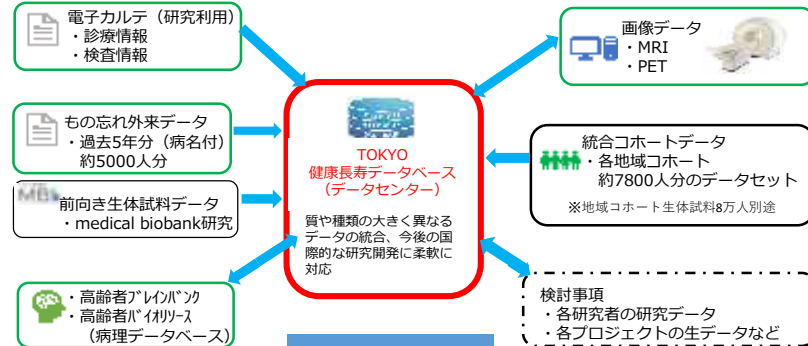 電子カルテ（研究利用）
・診療情報
・検査情報
もの忘れ外来データ
・過去5年分（病名付）
約5000人分
前向き生体試料データ
・medical biobank研究
・高齢者ﾌﾞﾚｲﾝﾊﾞﾝｸ
・高齢者ﾊﾞｲｵﾘｿｰｽ
（病理データベース）
TOKYO
健康長寿データベース
（データセンター）
質や種類の大きく異なる
データの統合、今後の国
際的な研究開発に柔軟に
対応
画像データ
・MRI
・PET
統合コホートデータ
・各地域コホート
約7800人分のデータセット
※地域コホート生体試料8万人別途
検討事項
・各研究者の研究データ
・各プロジェクトの生データなど